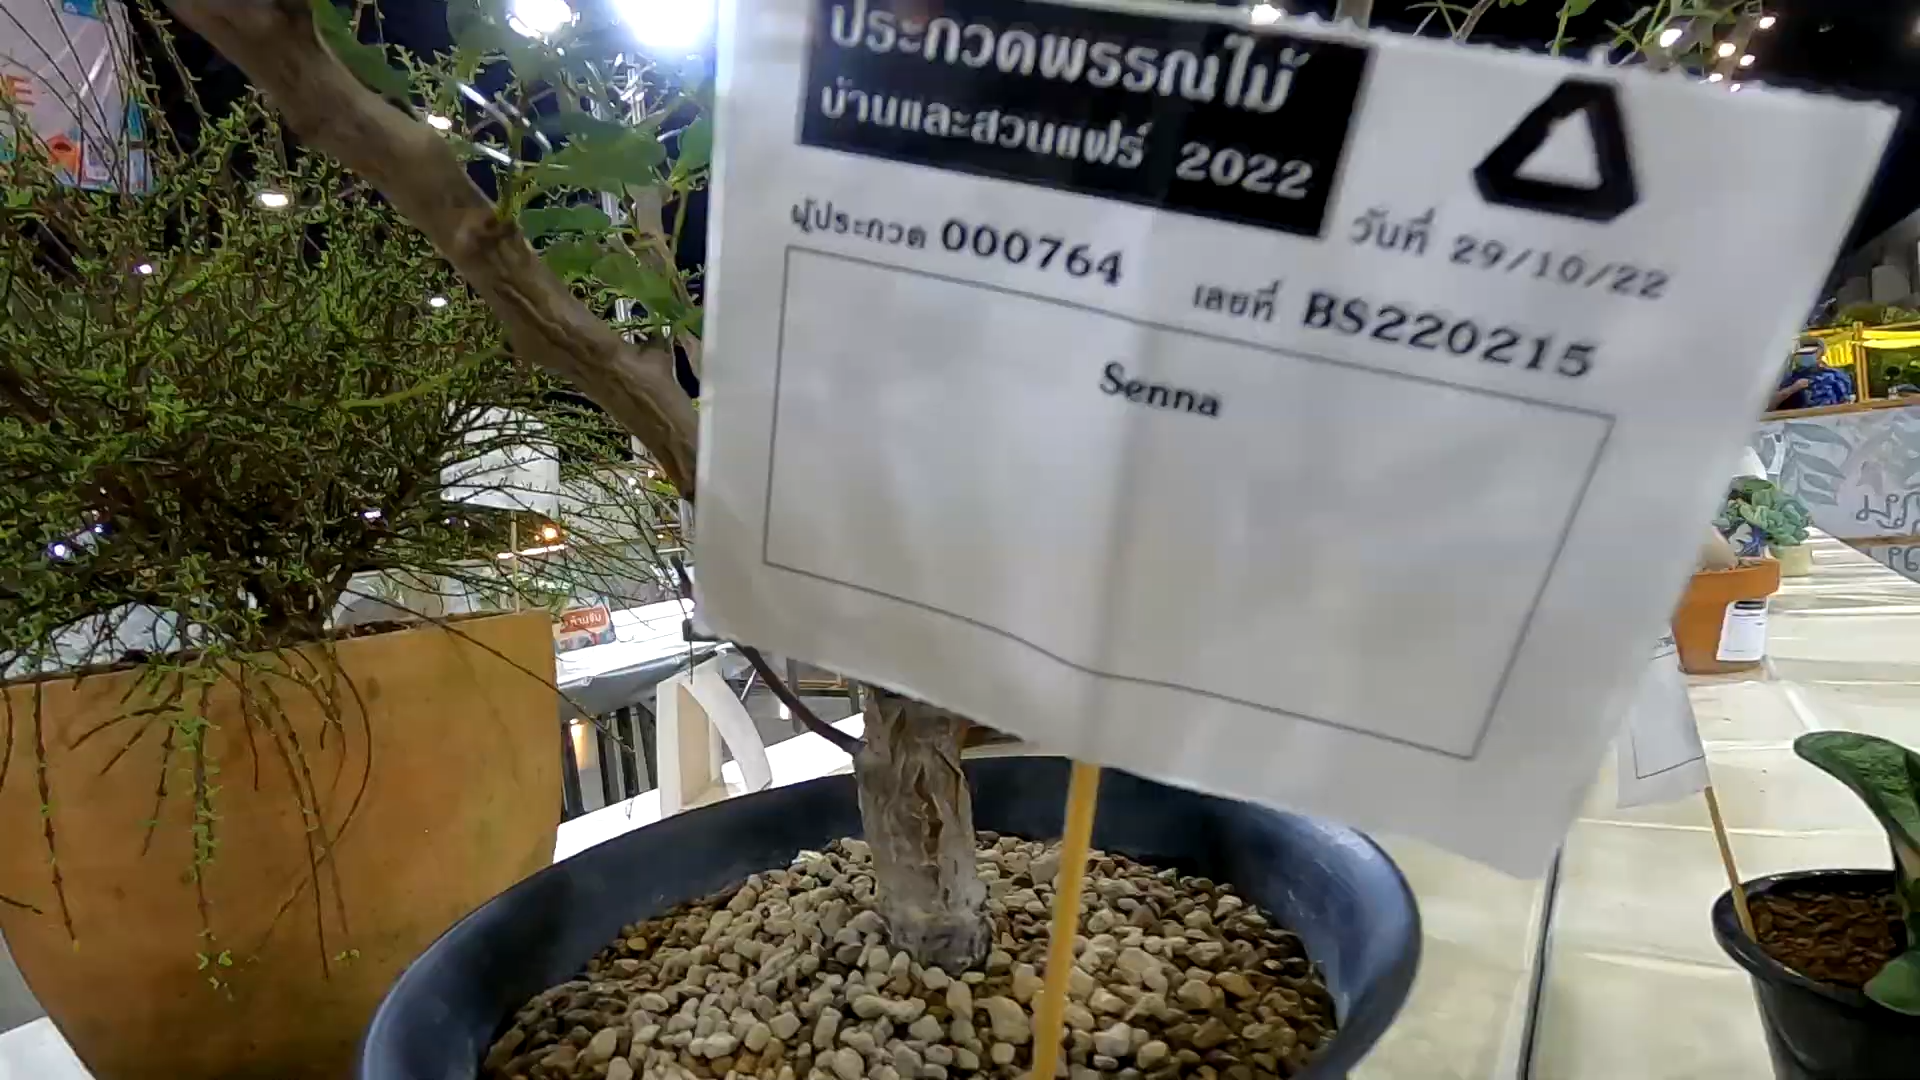 ประกวดพรรณไม้
บ้านและสวนแฟร์ 2022
วันที่ 29/10/22
ผู้ประกวด 000764
เลขที่ BS220215
Senna